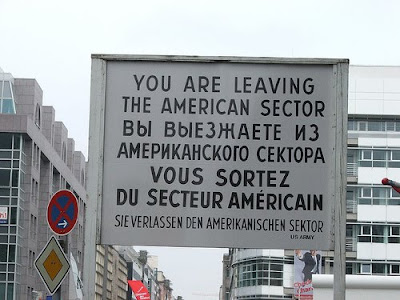 YOU ARE LEAVING
THE AMERICAN SECTOR
ВЫ ВЫЕЗЖАЕТЕ ИЗ
АМЕРИКАНСКОГО СЕКТОРА
VOUS SORTEZ
DU SECTEUR AMÉRICAIN
SIE VERLASSEN DEN AMERIKANISCHEN SEKTOR
US ARMY